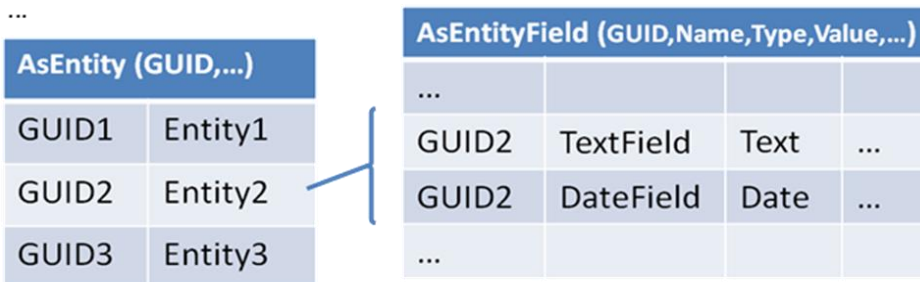 ...
AsEntity (GUID,...)
GUID1 Entity1
GUID2 Entity2
GUID3 Entity3
AsEntityField (GUID,Name,Type,Value,...)
...
GUID2 TextField Text ...
GUID2 DateField Date ...
...